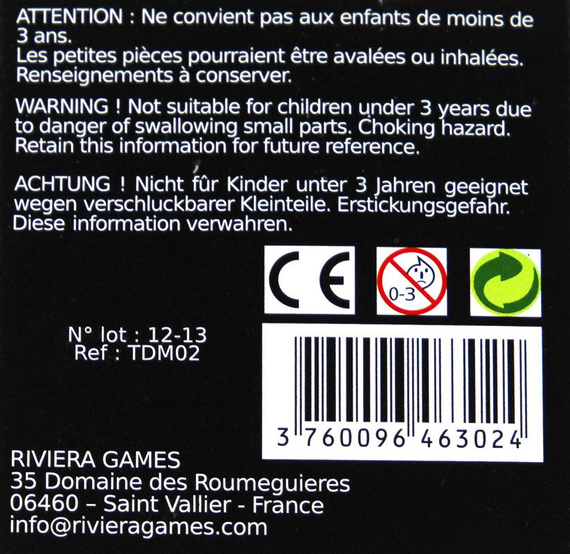 ATTENTION : Ne convient pas aux enfants de moins de
3 ans.
Les petites pièces pourraient être avalées ou inhalées.
Renseignements à conserver.
WARNING ! Not suitable for children under 3 years due
to danger of swallowing small parts. Choking hazard.
Retain this information for future reference.
ACHTUNG ! Nicht fûr Kinder unter 3 Jahren geeignet
wegen verschluckbarer Kleinteile. Erstickungsgefahr.
Diese information verwahren.
CE
0-3
N° lot : 12-13
Ref : TDM02
3 760096 463024
RIVIERA GAMES
35 Domaine des Roumeguieres
06460 – Saint Vallier - France
info@rivieragames.com